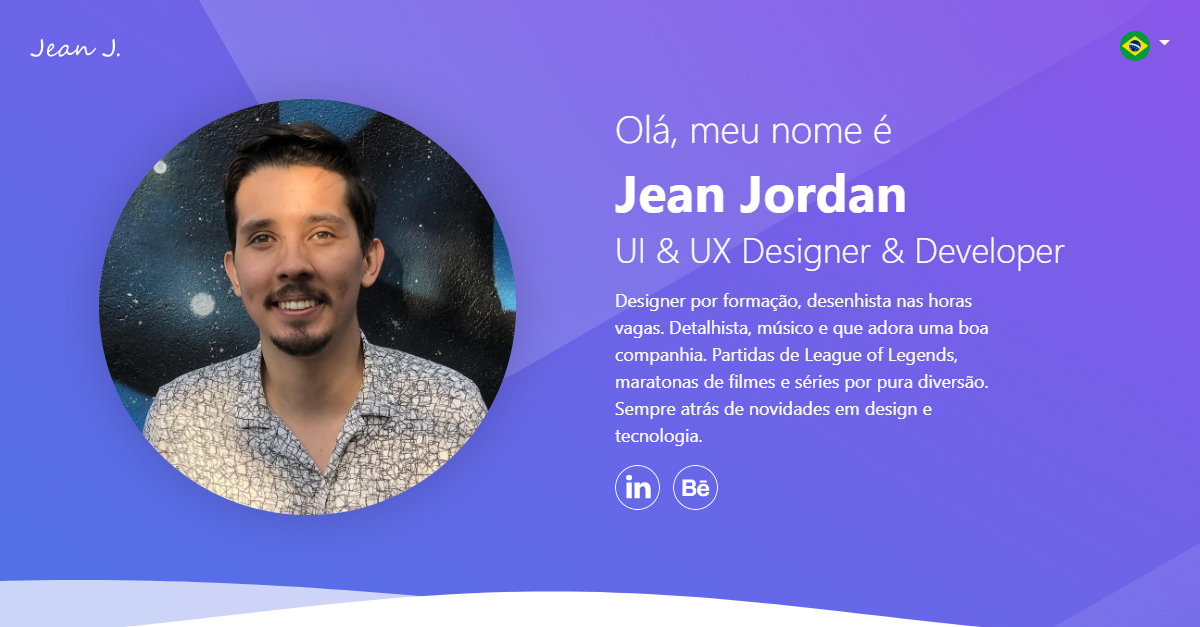 Jean J.
Olá, meu nome é
Jean Jordan
UI & UX Designer & Developer
Designer por formação, desenhista nas horas
vagas. Detalhista, músico e que adora uma boa
companhia. Partidas de League of Legends,
maratonas de filmes e séries por pura diversão.
Sempre atrás de novidades em design e
tecnologia.
in Bē